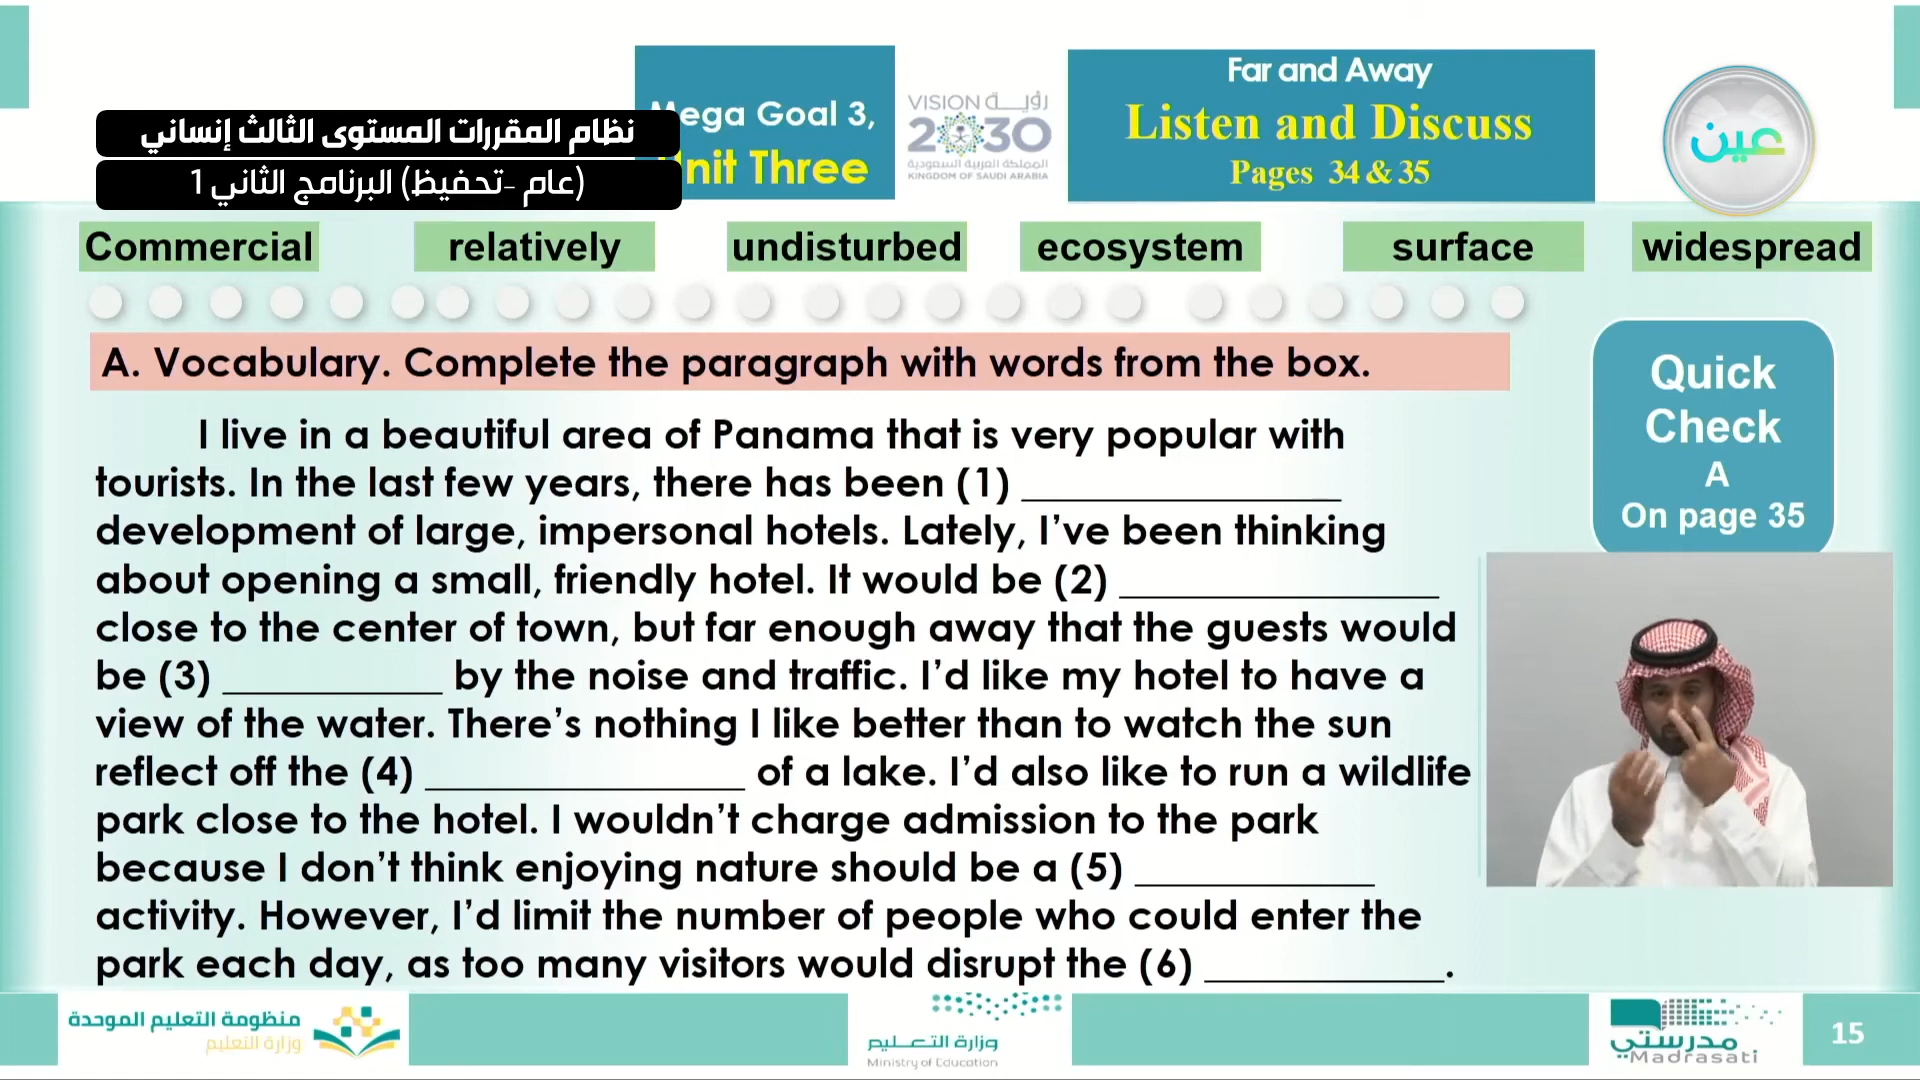 نظام المقررات المستوى الثالث إنساني
(عام -تحفيظ) البرنامج الثاني 1
Mega Goal 3,
Unit Three
VISION رؤية
2030
المملكة العربية السعودية
KINGDOM OF SAUDI ARABIA
Far and Away
Listen and Discuss
Pages 34 & 35
عين
Commercial relatively undisturbed ecosystem surface widespread
A. Vocabulary. Complete the paragraph with words from the box.
Quick
Check
A
On page 35
I live in a beautiful area of Panama that is very popular with
tourists. In the last few years, there has been (1) ________________
development of large, impersonal hotels. Lately, I’ve been thinking
about opening a small, friendly hotel. It would be (2) ________________
close to the center of town, but far enough away that the guests would
be (3) ___________ by the noise and traffic. I’d like my hotel to have a
view of the water. There’s nothing I like better than to watch the sun
reflect off the (4) ________________ of a lake. I’d also like to run a wildlife
park close to the hotel. I wouldn’t charge admission to the park
because I don’t think enjoying nature should be a (5) ____________
activity. However, I’d limit the number of people who could enter the
park each day, as too many visitors would disrupt the (6) ____________.
منظومة التعليم الموحدة
وزارة التعليم
وزارة التعليم
Ministry of Education
مدرستي
Madrasati
15